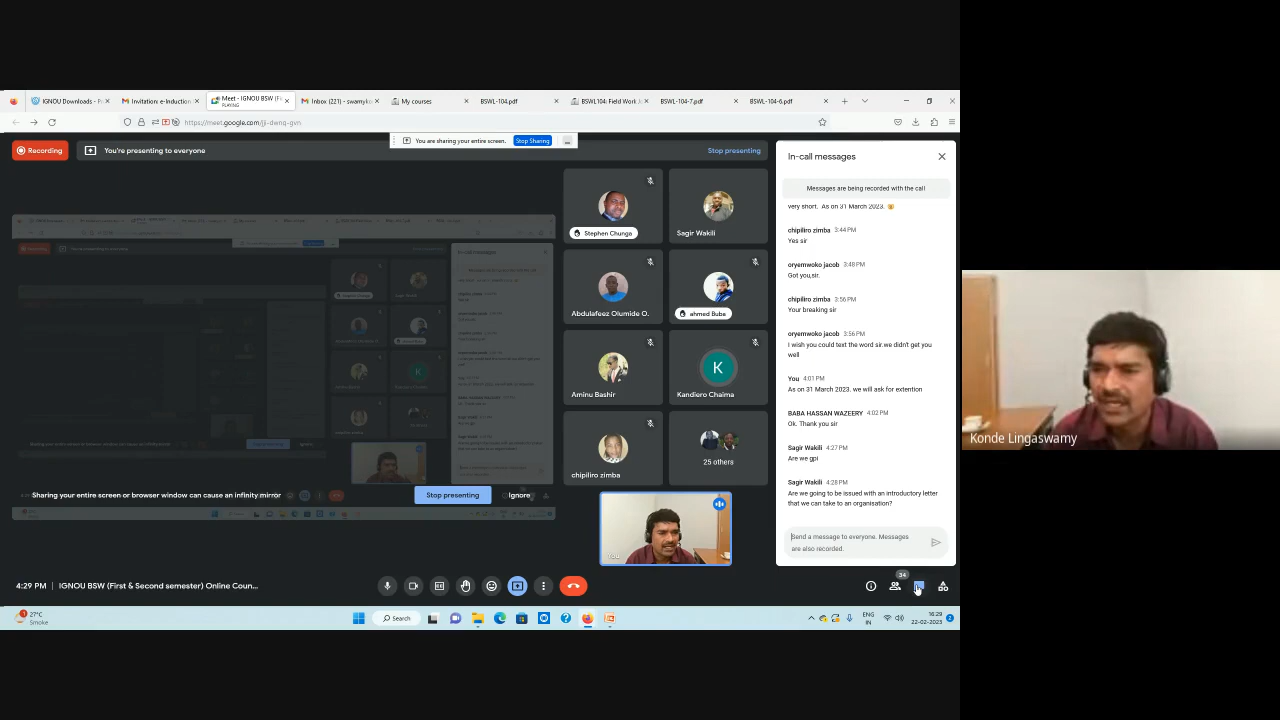 IGNOU Downloads - P
Invitation: e-Induction
Meet - IGNOU BSW (Fi
PLAYING
Inbox (221) - swamyko
My courses
BSWL-104.pdf
BSWL104: Field Work J
BSWL-104-7.pdf
BSWL-104-6.pdf
https://meet.google.com/jji-dwnq-gvn
You are sharing your entire screen.
Stop Sharing
Recording
You're presenting to everyone
Stop presenting
In-call messages
Messages are being recorded with the call
very short. As on 31 March 2023.
chipiliro zimba 3:44 PM
Yes sir
oryemwoko jacob 3:48 PM
Got you,sir.
chipiliro zimba 3:56 PM
Your breaking sir
oryemwoko jacob 3:56 PM
I wish you could text the word sir.we didn't get you
well
You 4:01 PM
As on 31 March 2023. we will ask for extention
BABA HASSAN WAZEERY 4:02 PM
Ok. Thank you sir
Sagir Wakili 4:27 PM
Are we gpi
Sagir Wakili 4:28 PM
Are we going to be issued with an introductory letter
that we can take to an organisation?
Send a message to everyone. Messages
are also recorded.
Stephen Chunga
Sagir Wakili
Abdulafeez Olumide O.
ahmed Buba
Aminu Bashir
K
Kandiero Chaima
chipiliro zimba
25 others
You
Sharing your entire screen or browser window can cause an infinity mirror
Stop presenting
Ignore
4:29 PM | IGNOU BSW (First & Second semester) Online Coun...
34
27°C
Smoke
Search
ENG
IN
16:29
22-02-2023
Konde Lingaswamy